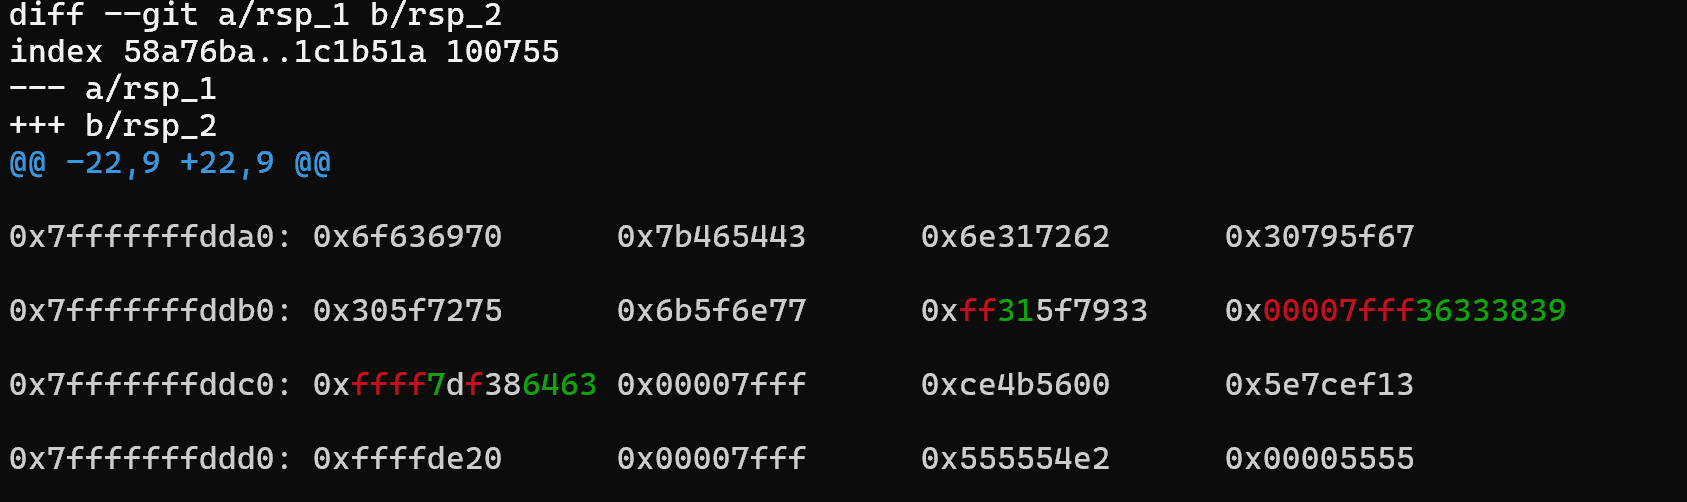 diff --git a/rsp_1 b/rsp_2
index 58a76ba..1c1b51a 100755
--- a/rsp_1
+++ b/rsp_2
@@ -22,9 +22,9 @@
0x7fffffffdda0: 0x6f636970 0x7b465443 0x6e317262 0x30795f67
0x7fffffffddb0: 0x305f7275 0x6b5f6e77 0xff315f7933 0x00007fff36333839
0x7fffffffddc0: 0xffff7df386463 0x00007fff 0xce4b5600 0x5e7cef13
0x7fffffffddd0: 0xffffde20 0x00007fff 0x555554e2 0x00005555